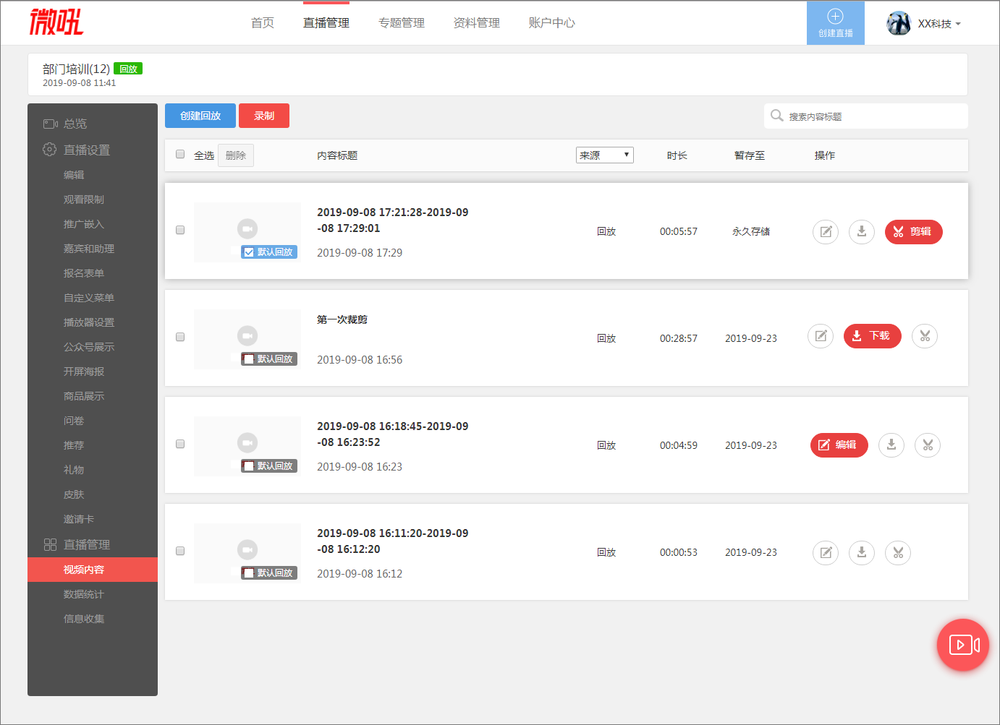 微吼
首页 直播管理 专题管理 资料管理 账户中心
创建直播
XX科技
部门培训(12) 回放
2019-09-08 11:41
总览
直播设置
编辑
观看限制
推广嵌入
嘉宾和助理
报名表单
自定义菜单
播放器设置
公众号展示
开屏海报
商品展示
问卷
推荐
礼物
皮肤
邀请卡
直播管理
视频内容
数据统计
信息收集
创建回放 录制
搜索内容标题
全选 删除 内容标题 来源 时长 暂存至 操作
2019-09-08 17:21:28-2019-09
-08 17:29:01
默认回放
2019-09-08 17:29
回放 00:05:57 永久存储 剪辑
第一次裁剪
默认回放
2019-09-08 16:56
回放 00:28:57 2019-09-23 下载
2019-09-08 16:18:45-2019-09
-08 16:23:52
默认回放
2019-09-08 16:23
回放 00:04:59 2019-09-23 编辑
2019-09-08 16:11:20-2019-09
-08 16:12:20
默认回放
2019-09-08 16:12
回放 00:00:53 2019-09-23